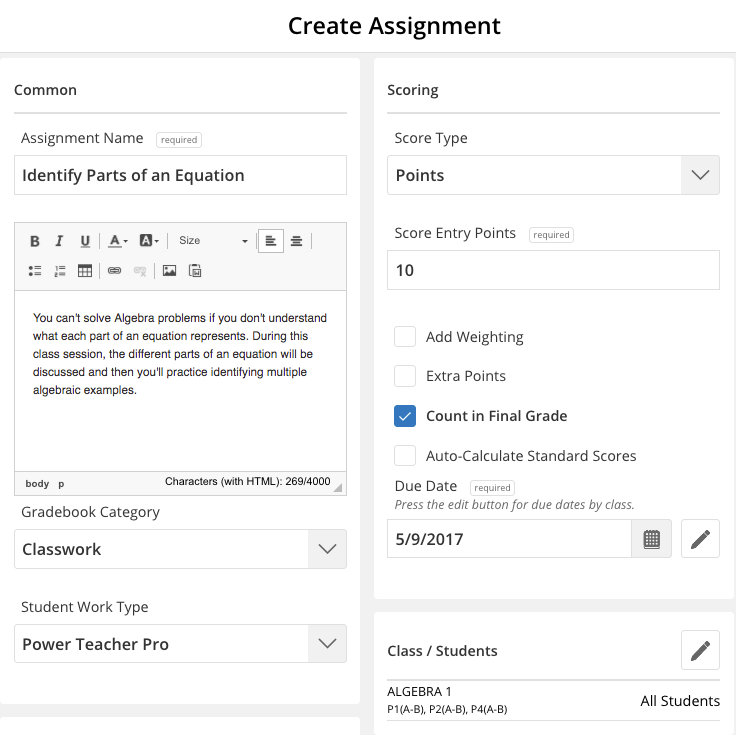 Create Assignment
Common
Assignment Name required
Identify Parts of an Equation
B I U A A Size
You can't solve Algebra problems if you don't understand
what each part of an equation represents. During this
class session, the different parts of an equation will be
discussed and then you'll practice identifying multiple
algebraic examples.
body p Characters (with HTML): 269/4000
Gradebook Category
Classwork
Student Work Type
Power Teacher Pro
Scoring
Score Type
Points
Score Entry Points required
10
Add Weighting
Extra Points
Count in Final Grade
Auto-Calculate Standard Scores
Due Date required
Press the edit button for due dates by class.
5/9/2017
Class / Students
ALGEBRA 1
P1(A-B), P2(A-B), P4(A-B)
All Students